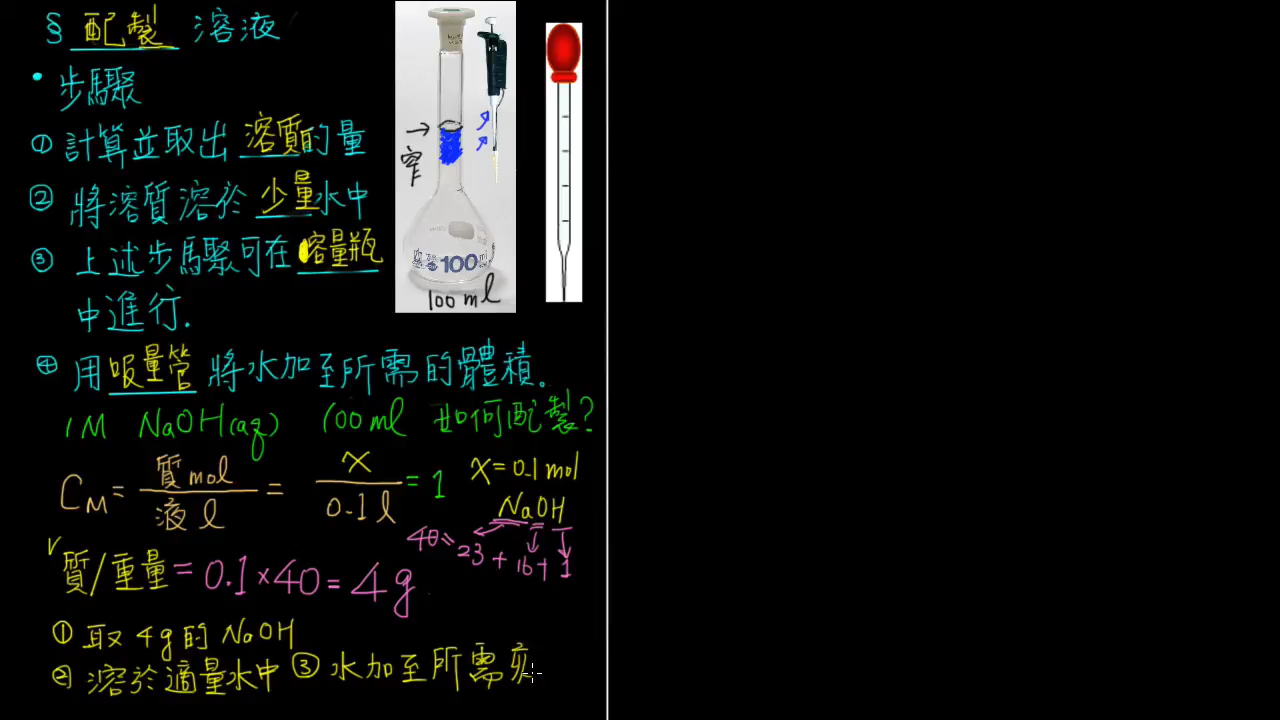 § 配製 溶液
• 步驟
① 計算並取出 溶質的量
② 將溶質溶於 少量水中
③ 上述步驟可在 容量瓶
中進行.
④ 用吸量管 將水加至所需的體積。
→
窄
100 ml
100 ml
1M NaOH(aq) 100ml 如何配製?
CM = 質mol / 液 l = X / 0.1 l = 1
X = 0.1 mol
NaOH
40 = 23 + 16 + 1
質/重量 = 0.1 × 40 = 4 g
① 取 4g 的 NaOH
② 溶於適量水中 ③ 水加至所需